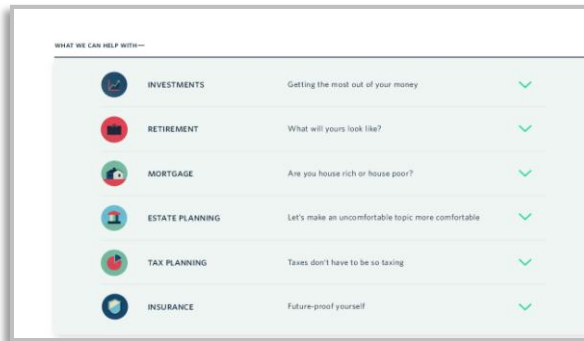 WHAT WE CAN HELP WITH—
INVESTMENTS Getting the most out of your money
RETIREMENT What will yours look like?
MORTGAGE Are you house rich or house poor?
ESTATE PLANNING Let's make an uncomfortable topic more comfortable
TAX PLANNING Taxes don't have to be so taxing
INSURANCE Future-proof yourself